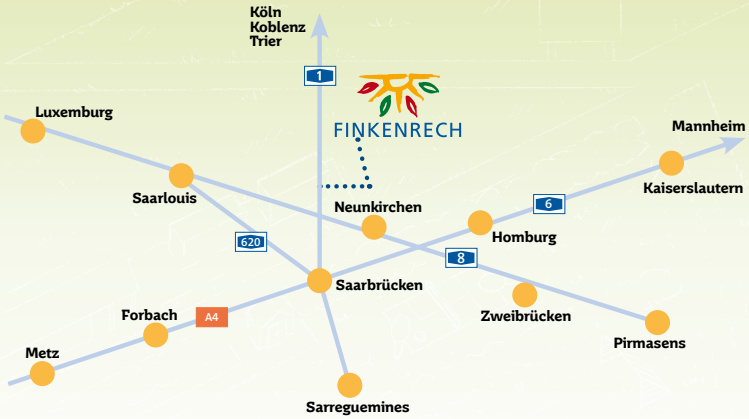 Köln
Koblenz
Trier
1
Luxemburg
FINKENRECH
Mannheim
Saarlouis
Kaiserslautern
Neunkirchen
6
620
Homburg
8
Saarbrücken
Forbach
A4
Zweibrücken
Pirmasens
Metz
Sarreguemines